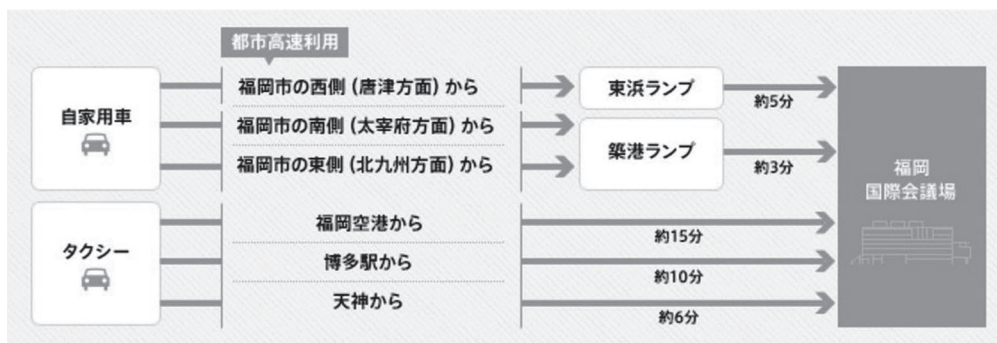 都市高速利用
自家用車
福岡市の西側（唐津方面）から
東浜ランプ
約5分
福岡市の南側（太宰府方面）から
福岡市の東側（北九州方面）から
築港ランプ
約3分
タクシー
福岡空港から
約15分
博多駅から
約10分
天神から
約6分
福岡
国際会議場